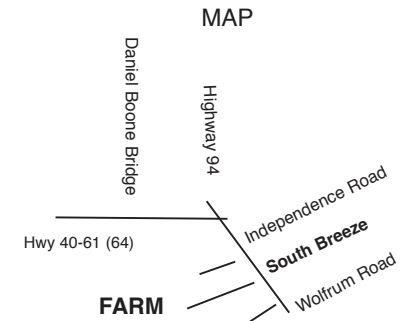 MAP
Daniel Boone Bridge
Highway 94
Independence Road
South Breeze
Hwy 40-61 (64)
Wolfrum Road
FARM